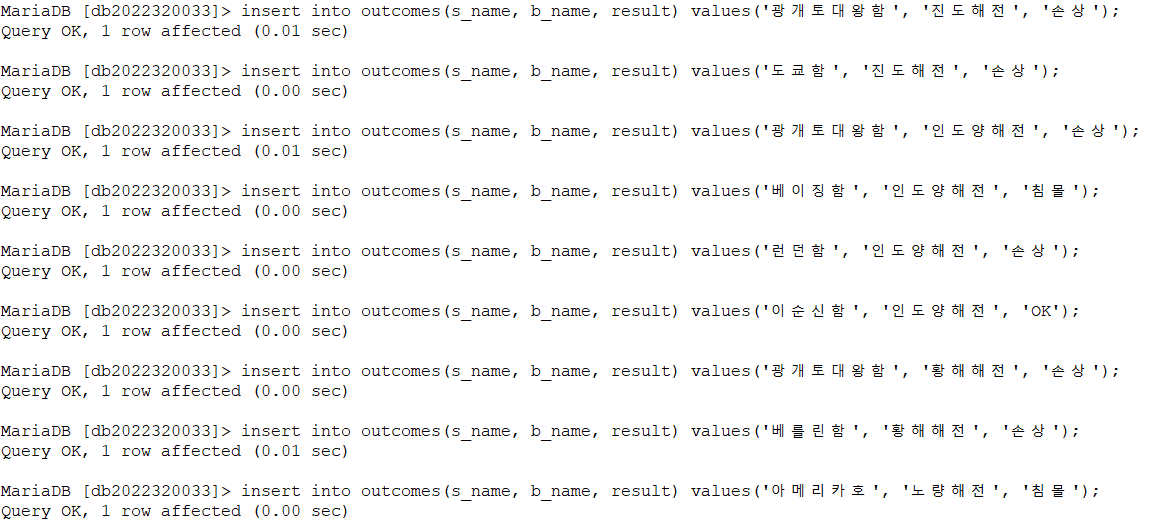 MariaDB [db2022320033]> insert into outcomes(s_name, b_name, result) values('광개토대왕함', '진도해전', '손상');
Query OK, 1 row affected (0.01 sec)
MariaDB [db2022320033]> insert into outcomes(s_name, b_name, result) values('도쿄함', '진도해전', '손상');
Query OK, 1 row affected (0.00 sec)
MariaDB [db2022320033]> insert into outcomes(s_name, b_name, result) values('광개토대왕함', '인도양해전', '손상');
Query OK, 1 row affected (0.01 sec)
MariaDB [db2022320033]> insert into outcomes(s_name, b_name, result) values('베이징함', '인도양해전', '침몰');
Query OK, 1 row affected (0.00 sec)
MariaDB [db2022320033]> insert into outcomes(s_name, b_name, result) values('런던함', '인도양해전', '손상');
Query OK, 1 row affected (0.00 sec)
MariaDB [db2022320033]> insert into outcomes(s_name, b_name, result) values('이순신함', '인도양해전', 'OK');
Query OK, 1 row affected (0.00 sec)
MariaDB [db2022320033]> insert into outcomes(s_name, b_name, result) values('광개토대왕함', '황해해전', '손상');
Query OK, 1 row affected (0.00 sec)
MariaDB [db2022320033]> insert into outcomes(s_name, b_name, result) values('베를린함', '황해해전', '손상');
Query OK, 1 row affected (0.01 sec)
MariaDB [db2022320033]> insert into outcomes(s_name, b_name, result) values('아메리카호', '노량해전', '침몰');
Query OK, 1 row affected (0.00 sec)